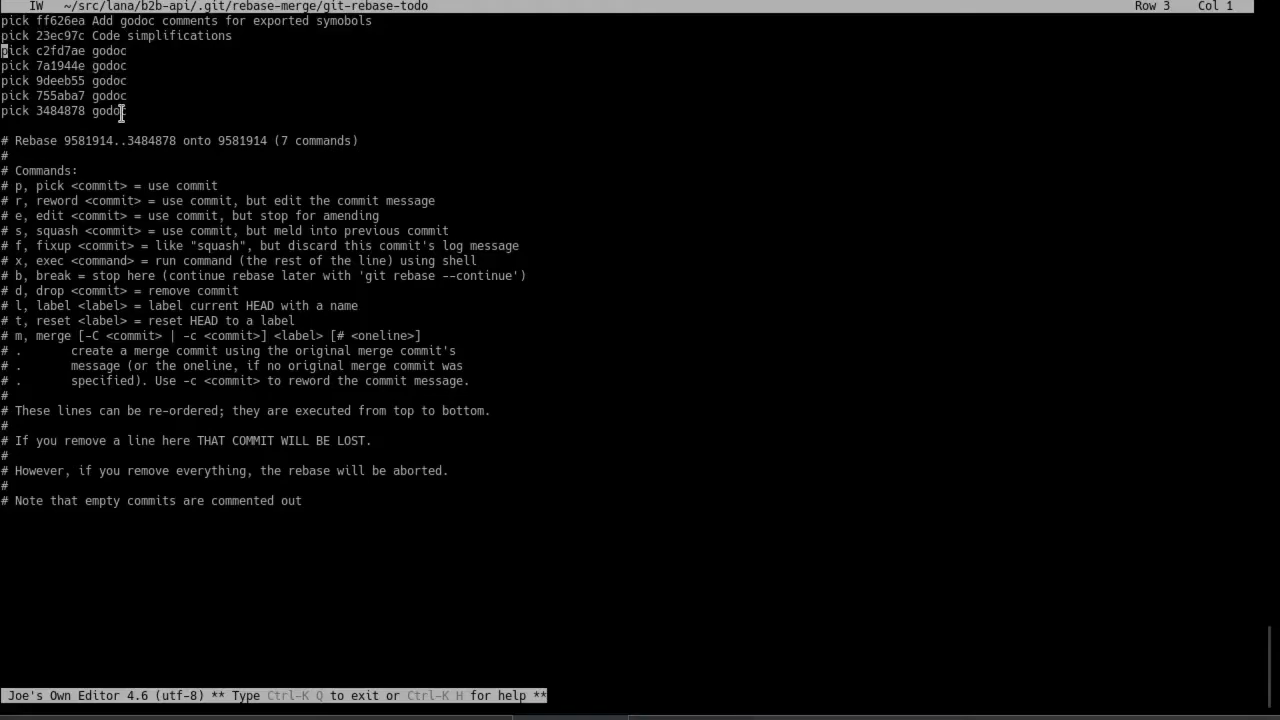 IW   ~/src/lana/b2b-api/.git/rebase-merge/git-rebase-todo Row 3 Col 1
pick ff626ea Add godoc comments for exported symobols
pick 23ec97c Code simplifications
pick c2fd7ae godoc
pick 7a1944e godoc
pick 9deeb55 godoc
pick 755aba7 godoc
pick 3484878 godoc
# Rebase 9581914..3484878 onto 9581914 (7 commands)
#
# Commands:
# p, pick <commit> = use commit
# r, reword <commit> = use commit, but edit the commit message
# e, edit <commit> = use commit, but stop for amending
# s, squash <commit> = use commit, but meld into previous commit
# f, fixup <commit> = like "squash", but discard this commit's log message
# x, exec <command> = run command (the rest of the line) using shell
# b, break = stop here (continue rebase later with 'git rebase --continue')
# d, drop <commit> = remove commit
# l, label <label> = label current HEAD with a name
# t, reset <label> = reset HEAD to a label
# m, merge [-C <commit> | -c <commit>] <label> [# <oneline>]
# .       create a merge commit using the original merge commit's
# .       message (or the oneline, if no original merge commit was
# .       specified). Use -c <commit> to reword the commit message.
#
# These lines can be re-ordered; they are executed from top to bottom.
#
# If you remove a line here THAT COMMIT WILL BE LOST.
#
# However, if you remove everything, the rebase will be aborted.
#
# Note that empty commits are commented out
Joe's Own Editor 4.6 (utf-8) ** Type Ctrl-K Q to exit or Ctrl-K H for help **